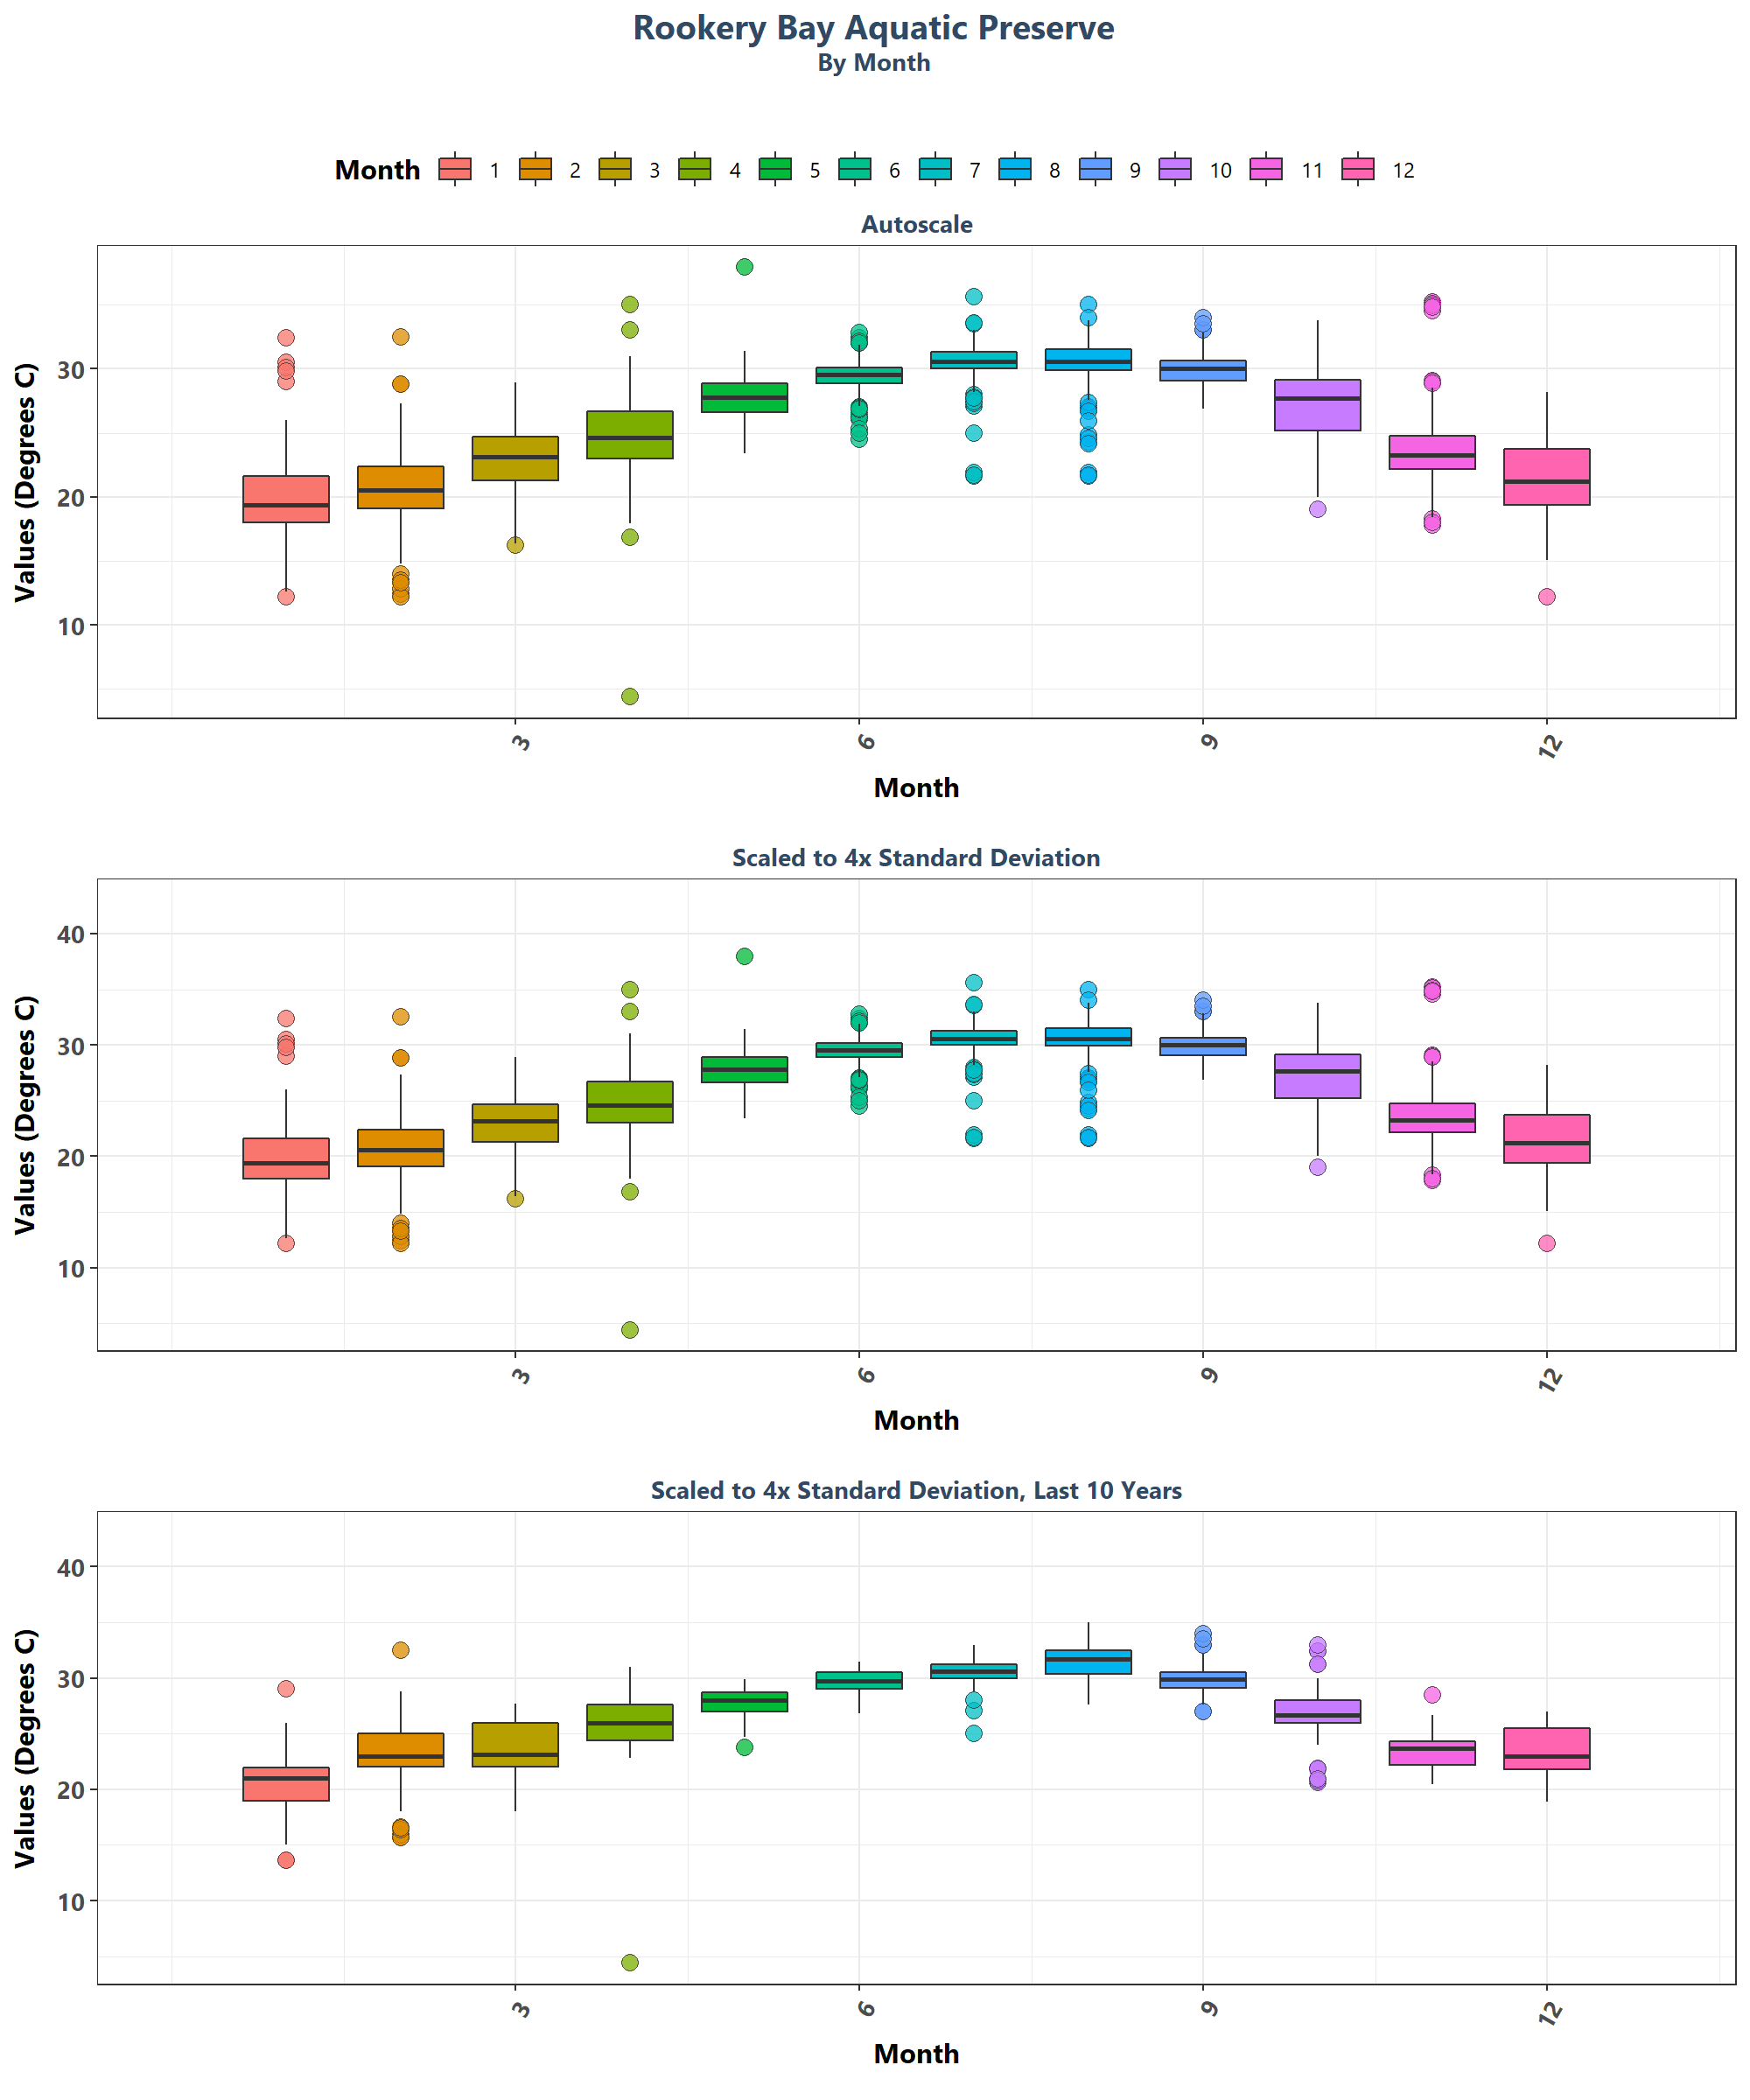 Rookery Bay Aquatic Preserve
By Month
Month 1 2 3 4 5 6 7 8 9 10 11 12
Autoscale
Values (Degrees C)
30
20
10
3 6 9 12
Month
Scaled to 4x Standard Deviation
Values (Degrees C)
40
30
20
10
3 6 9 12
Month
Scaled to 4x Standard Deviation, Last 10 Years
Values (Degrees C)
40
30
20
10
3 6 9 12
Month